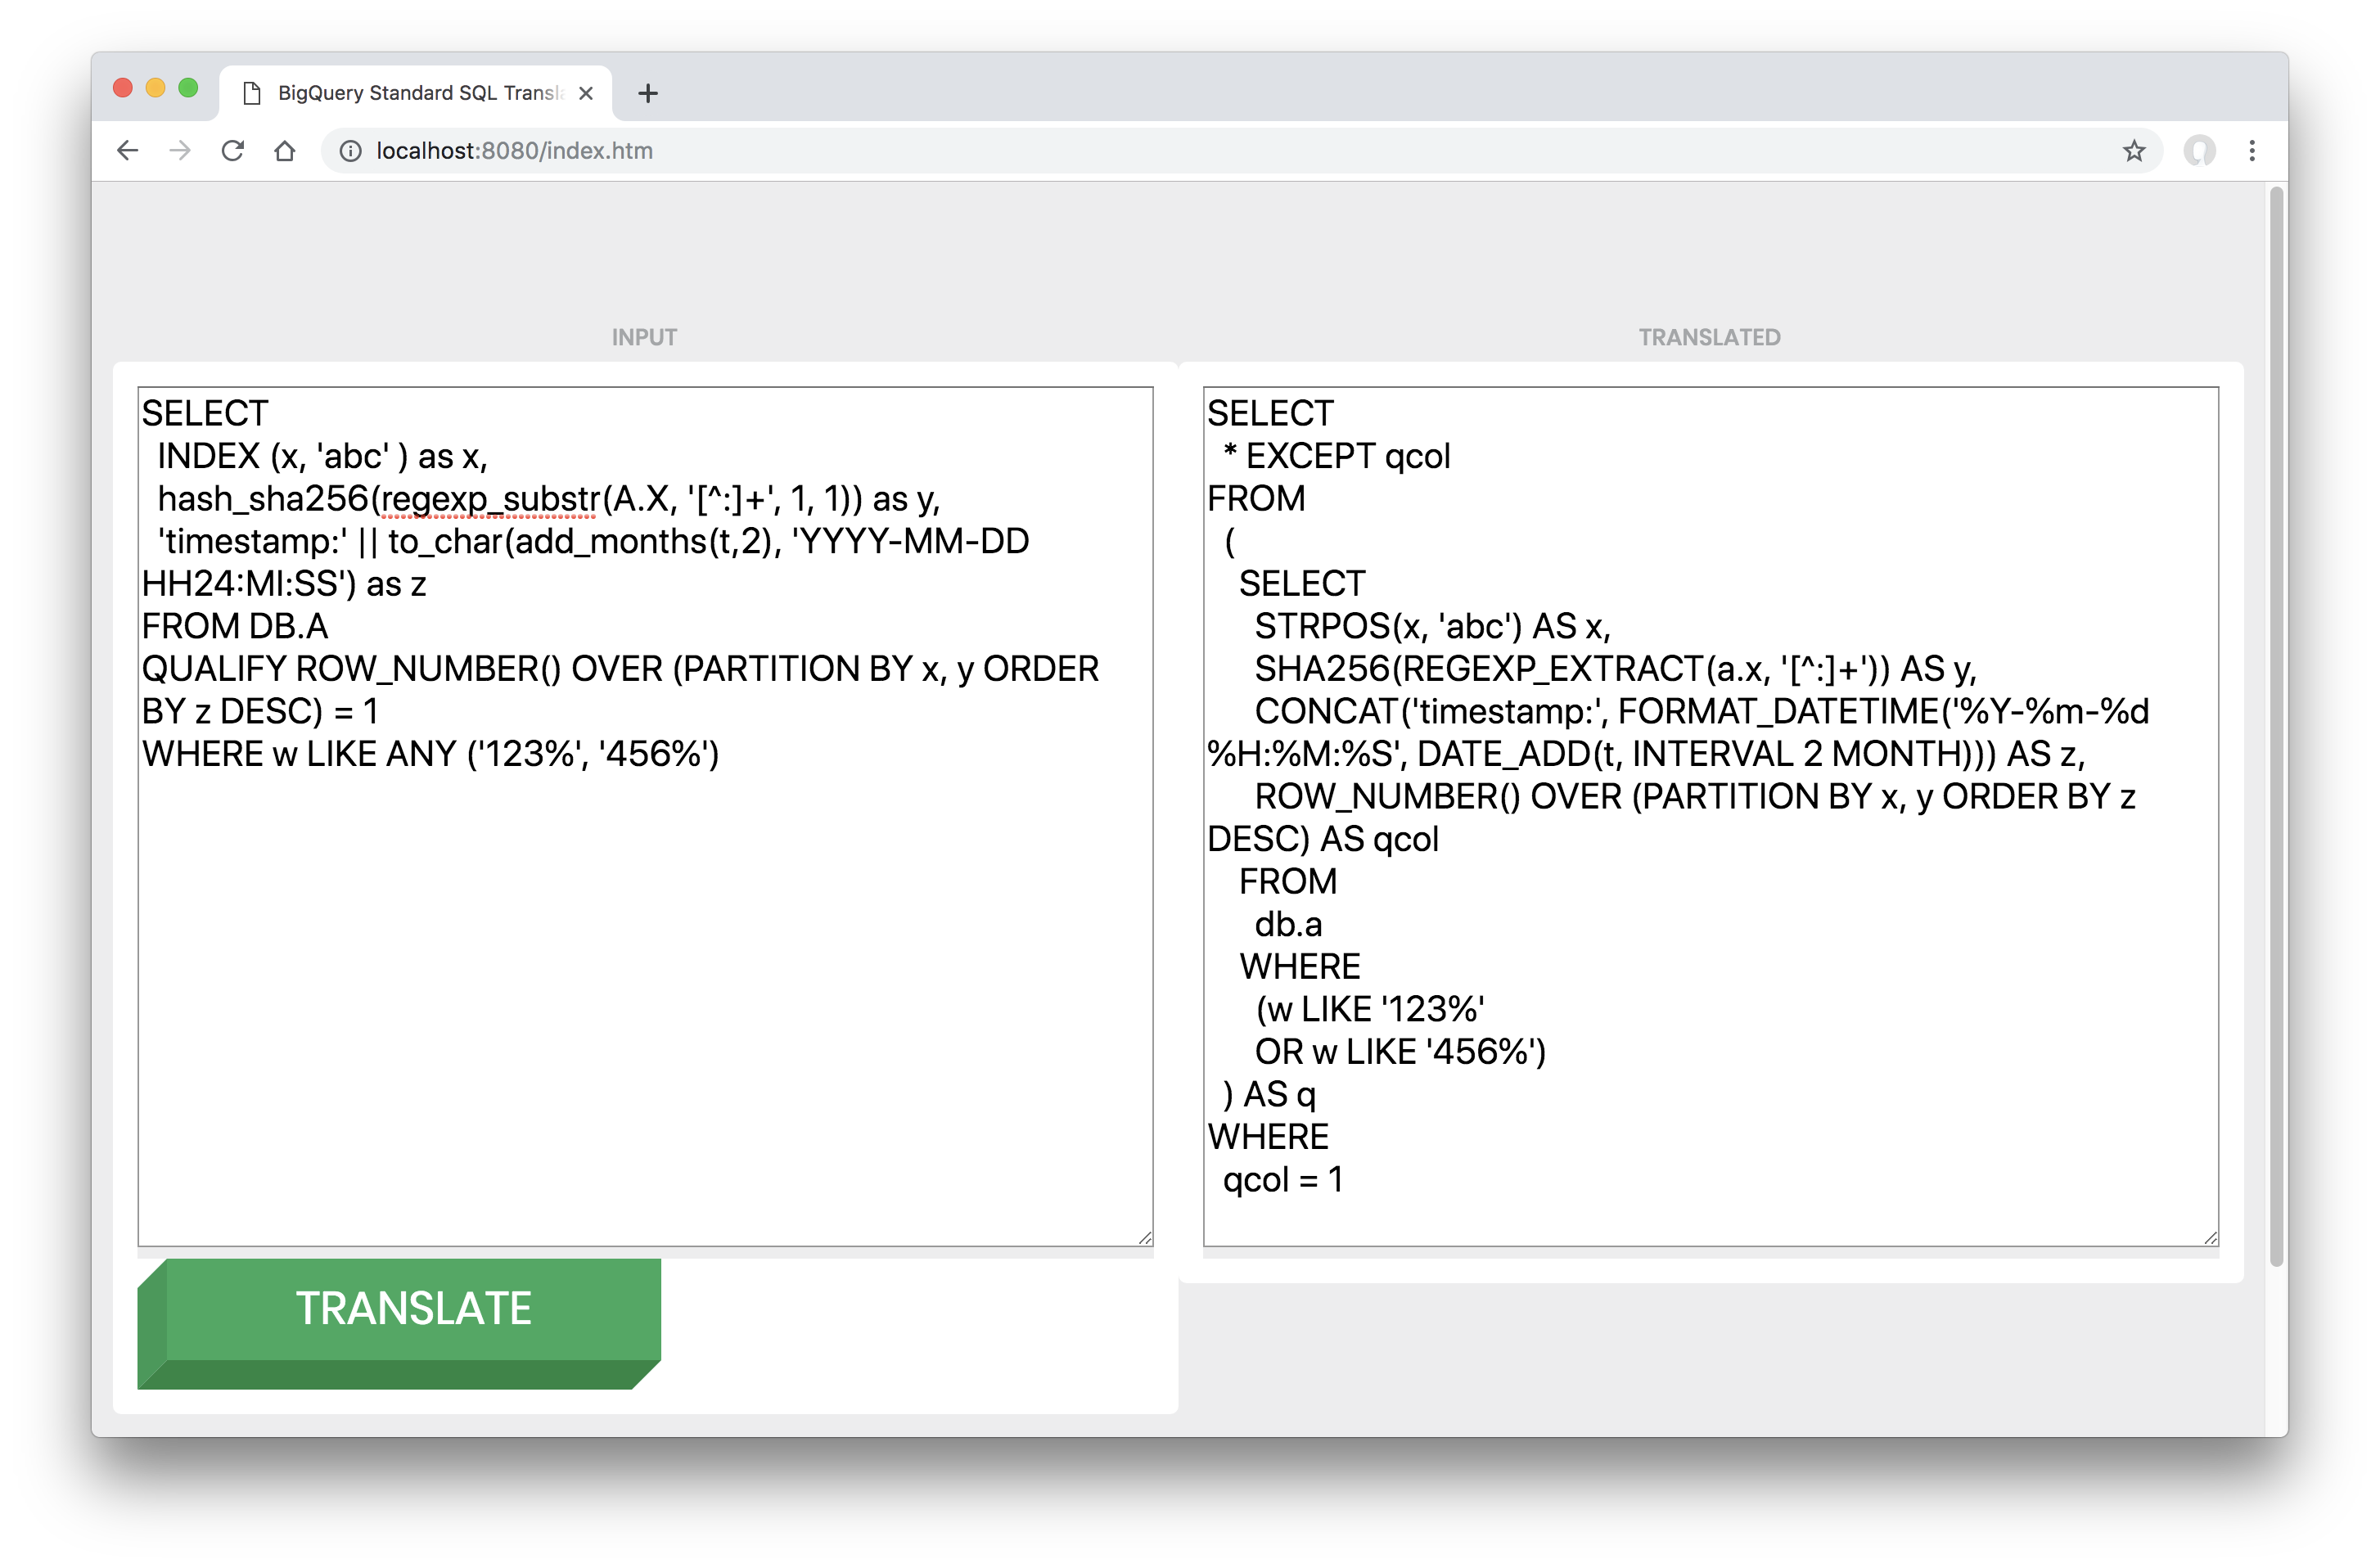 BigQuery Standard SQL Transla
localhost:8080/index.htm
INPUT
SELECT
INDEX (x, 'abc' ) as x,
hash_sha256(regexp_substr(A.X, '[^:]+', 1, 1)) as y,
'timestamp:' || to_char(add_months(t,2), 'YYYY-MM-DD
HH24:MI:SS') as z
FROM DB.A
QUALIFY ROW_NUMBER() OVER (PARTITION BY x, y ORDER
BY z DESC) = 1
WHERE w LIKE ANY ('123%', '456%')
TRANSLATE
TRANSLATED
SELECT
* EXCEPT qcol
FROM
(
SELECT
STRPOS(x, 'abc') AS x,
SHA256(REGEXP_EXTRACT(a.x, '[^:]+')) AS y,
CONCAT('timestamp:', FORMAT_DATETIME('%Y-%m-%d
%H:%M:%S', DATE_ADD(t, INTERVAL 2 MONTH))) AS z,
ROW_NUMBER() OVER (PARTITION BY x, y ORDER BY z
DESC) AS qcol
FROM
db.a
WHERE
(w LIKE '123%'
OR w LIKE '456%')
) AS q
WHERE
qcol = 1